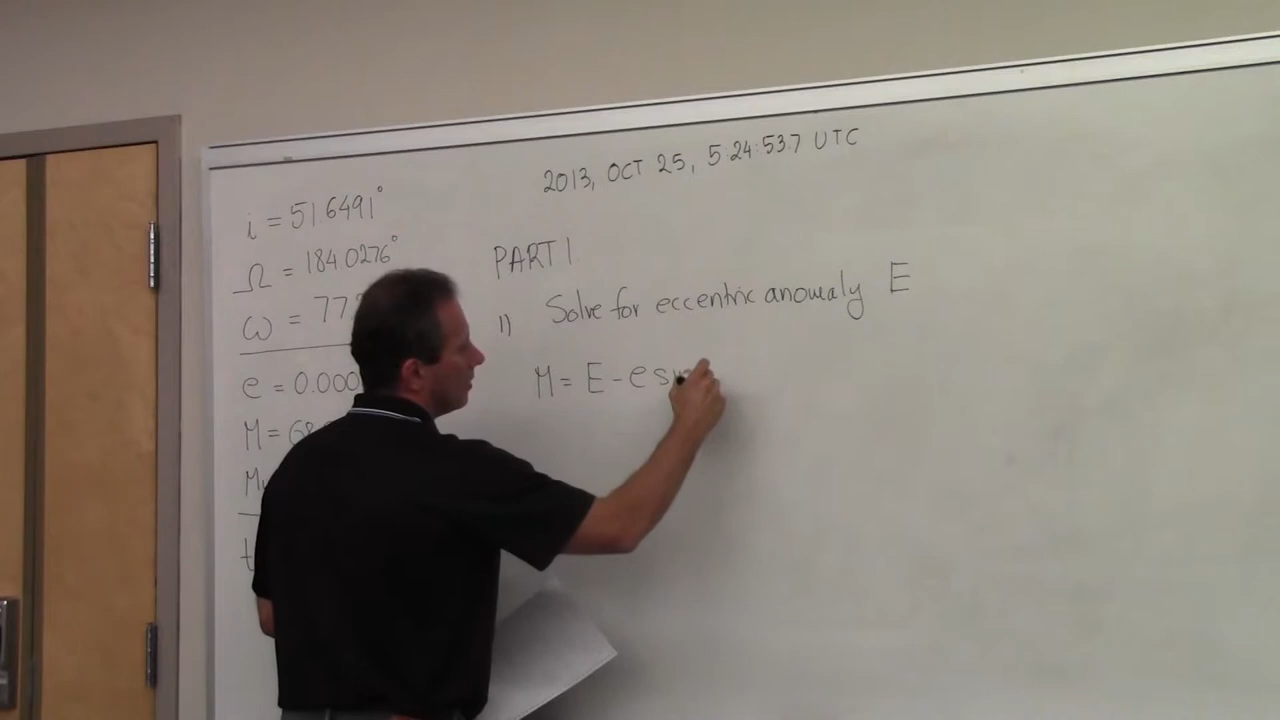 2013, OCT 25, 5:24:53.7 UTC
i = 51.6491°
Ω = 184.0276°
ω = 77
e = 0.000
M = 68
t
PART 1.
1) Solve for eccentric anomaly E
M = E - e s